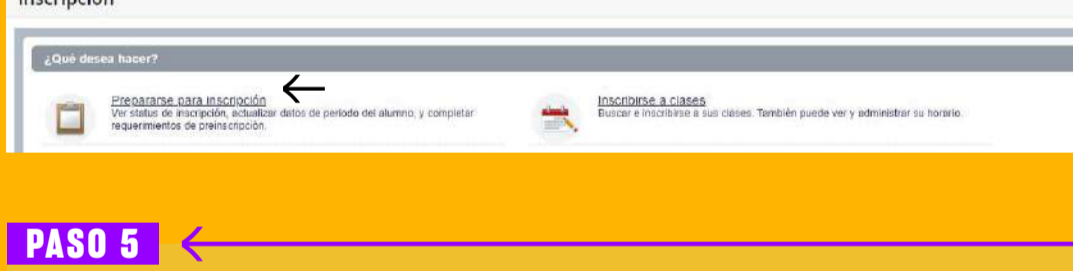 Inscripción
¿Qué desea hacer?
Prepararse para inscripción
Ver status de inscripción, actualizar datos de periodo del alumno, y completar
requerimientos de preinscripción.
Inscribirse a clases
Buscar e inscribirse a sus clases. También puede ver y administrar su horario.
PASO 5